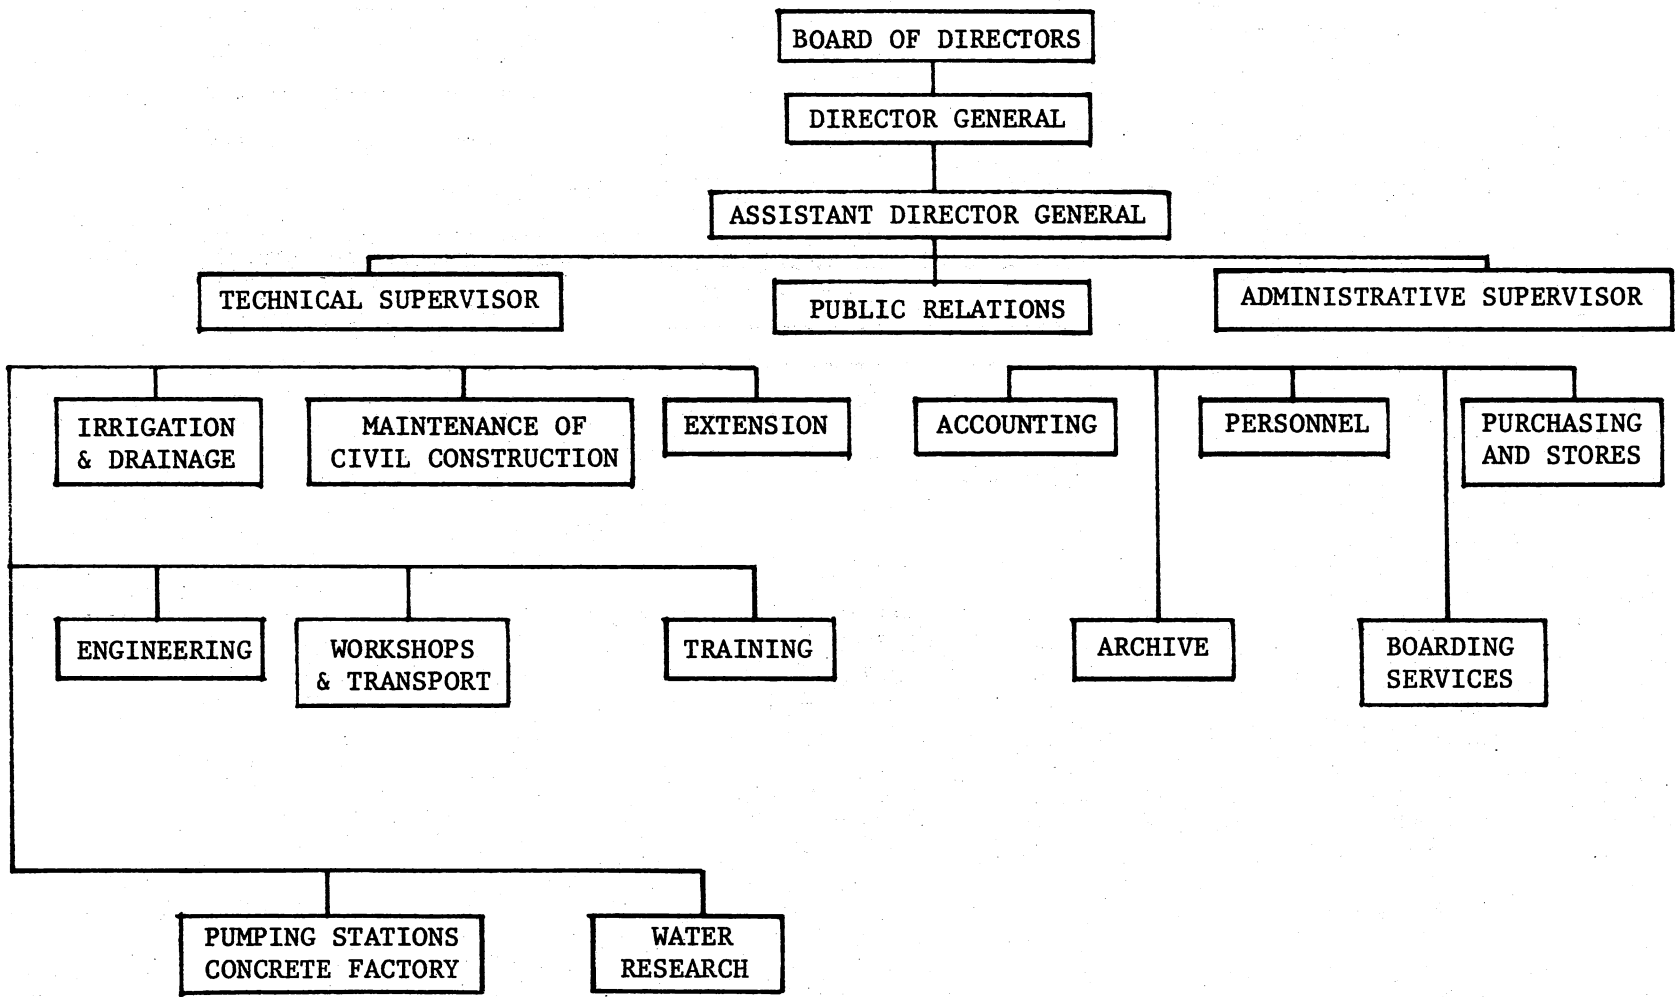 BOARD OF DIRECTORS
DIRECTOR GENERAL
ASSISTANT DIRECTOR GENERAL
TECHNICAL SUPERVISOR
PUBLIC RELATIONS
ADMINISTRATIVE SUPERVISOR
IRRIGATION
& DRAINAGE
MAINTENANCE OF
CIVIL CONSTRUCTION
EXTENSION
ACCOUNTING
PERSONNEL
PURCHASING
AND STORES
ENGINEERING
WORKSHOPS
& TRANSPORT
TRAINING
ARCHIVE
BOARDING
SERVICES
PUMPING STATIONS
CONCRETE FACTORY
WATER
RESEARCH